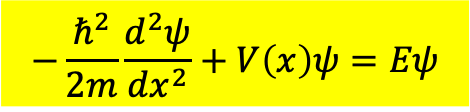 −ℏ²/2m d²ψ/dx² + V(x)ψ = Eψ